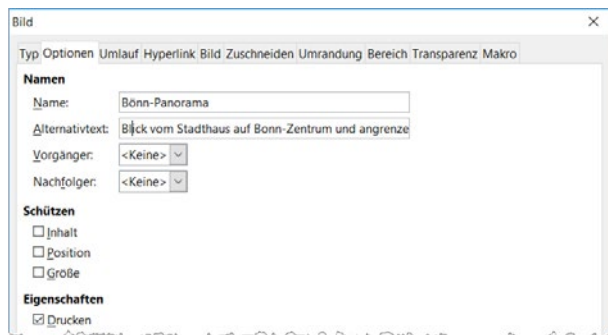 Bild
Typ Optionen Umlauf Hyperlink Bild Zuschneiden Umrandung Bereich Transparenz Makro
Namen
Name: Bönn-Panorama
Alternativtext: Blick vom Stadthaus auf Bonn-Zentrum und angrenze
Vorgänger: <Keine>
Nachfolger: <Keine>
Schützen
Inhalt
Position
Größe
Eigenschaften
Drucken